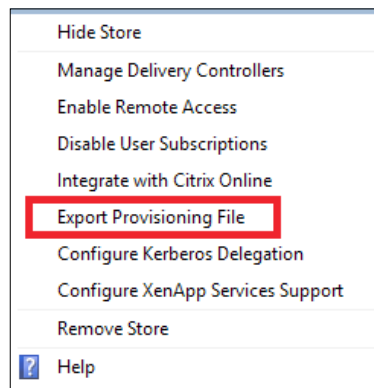 Hide Store
Manage Delivery Controllers
Enable Remote Access
Disable User Subscriptions
Integrate with Citrix Online
Export Provisioning File
Configure Kerberos Delegation
Configure XenApp Services Support
Remove Store
? Help